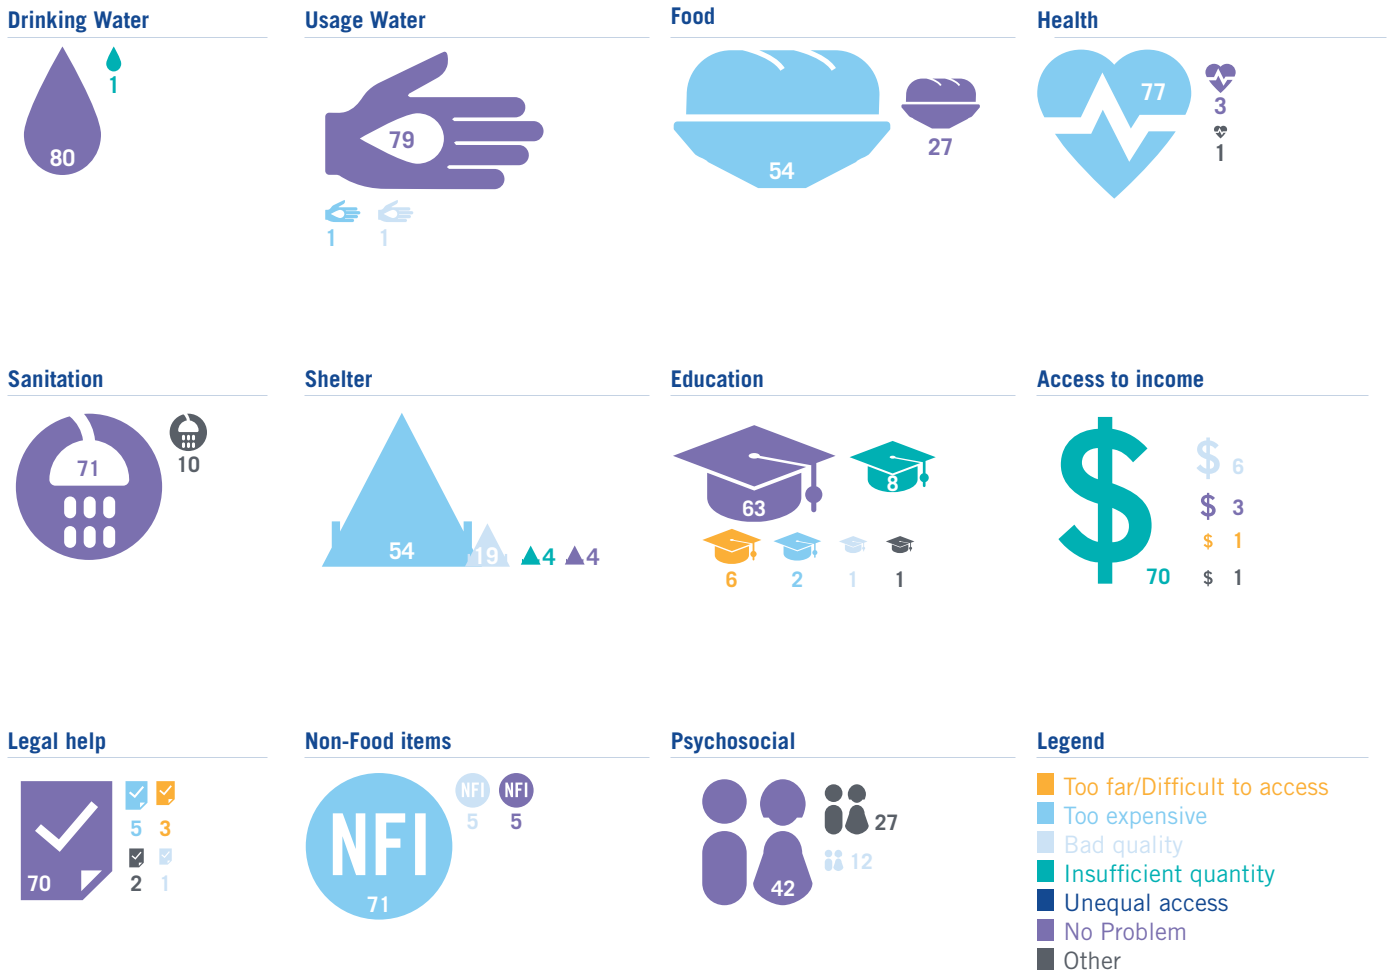 Drinking Water
80
1
Usage Water
79
1 1
Food
54
27
Health
77
3
1
Sanitation
71
10
Shelter
54
19
4
4
Education
63
8
6 2 1 1
Access to income
70
$ 6
$ 3
$ 1
$ 1
Legal help
70
5 3
2 1
Non-Food items
NFI
71
NFI NFI
5 5
Psychosocial
42
27
12
Legend
Too far/Difficult to access
Too expensive
Bad quality
Insufficient quantity
Unequal access
No Problem
Other